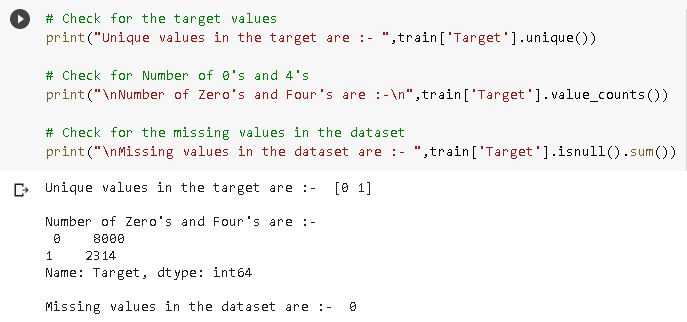 # Check for the target values
print("Unique values in the target are :- ",train['Target'].unique())
# Check for Number of 0's and 4's
print("\nNumber of Zero's and Four's are :-\n",train['Target'].value_counts())
# Check for the missing values in the dataset
print("\nMissing values in the dataset are :- ",train['Target'].isnull().sum())
Unique values in the target are :-  [0 1]
Number of Zero's and Four's are :-
 0    8000
1    2314
Name: Target, dtype: int64
Missing values in the dataset are :-  0